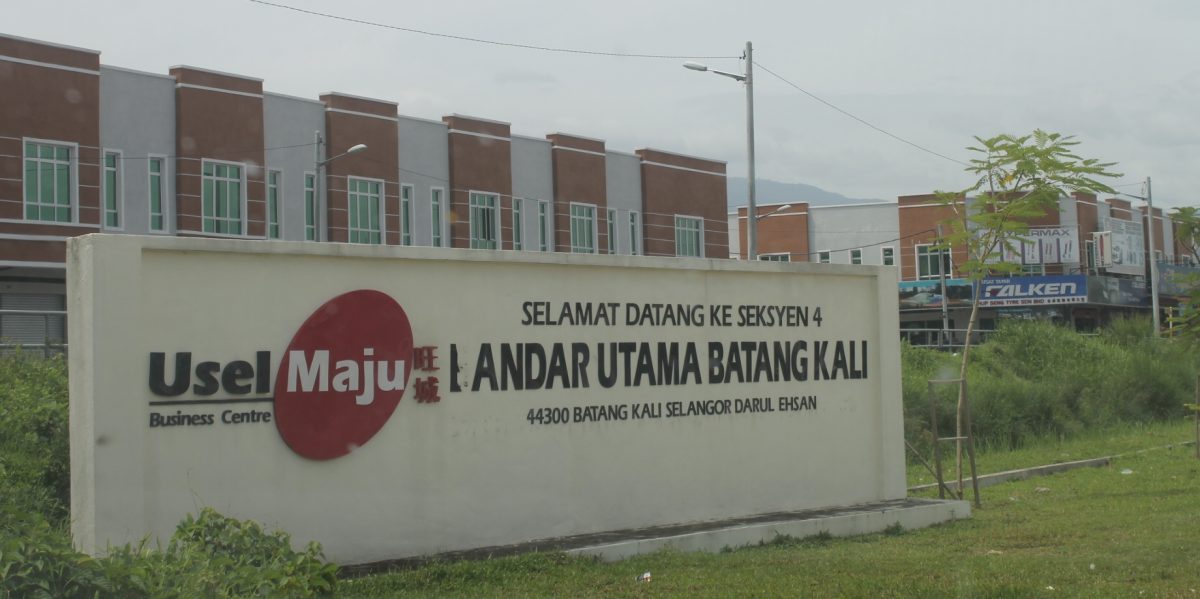 Usel Maju
旺城
Business Centre
SELAMAT DATANG KE SEKSYEN 4
BANDAR UTAMA BATANG KALI
44300 BATANG KALI SELANGOR DARUL EHSAN
FALKEN